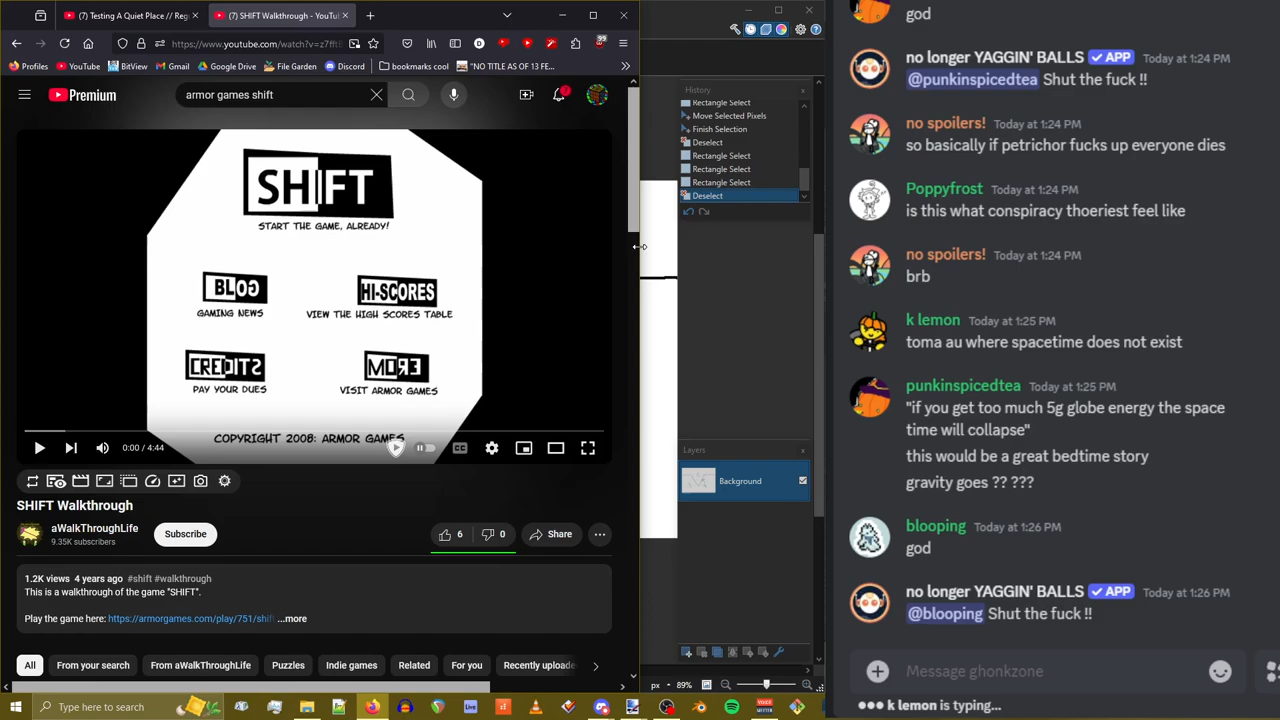 (7) Testing A Quiet Place // Reg
(7) SHIFT Walkthrough - YouTu
https://www.youtube.com/watch?v=z7fft
99
Profiles
YouTube
BitView
Gmail
Google Drive
File Garden
Discord
actually cool
"NO TITLE AS OF 13 FE
Premium
armor games shift
SHIFT
START THE GAME, ALREADY!
BLOG
GAMING NEWS
HI-SCORES
VIEW THE HIGH SCORES TABLE
CREDITS
PAY YOUR DUES
MORE
VISIT ARMOR GAMES
COPYRIGHT 2008: ARMOR GAMES
0:00 / 4:44
CC
SHIFT Walkthrough
aWalkThroughLife
9.35K subscribers
Subscribe
6
0
Share
1.2K views 4 years ago #shift #walkthrough
This is a walkthrough of the game "SHIFT".
Play the game here: https://armorgames.com/play/751/shif
...more
All
From your search
From aWalkThroughLife
Puzzles
Indie games
Related
For you
Recently uploade
Type here to search
History
Rectangle Select
Move Selected Pixels
Finish Selection
Deselect
Rectangle Select
Rectangle Select
Rectangle Select
Deselect
Layers
Background
px
89%
god
no longer YAGGIN' BALLS APP Today at 1:24 PM
@punkinspicedtea Shut the fuck !!
no spoilers! Today at 1:24 PM
so basically if petrichor fucks up everyone dies
Poppyfrost Today at 1:24 PM
is this what conspiracy thoeriest feel like
no spoilers! Today at 1:24 PM
brb
k lemon Today at 1:25 PM
toma au where spacetime does not exist
punkinspicedtea Today at 1:25 PM
"if you get too much 5g globe energy the space
time will collapse"
this would be a great bedtime story
gravity goes ?? ???
blooping Today at 1:26 PM
god
no longer YAGGIN' BALLS APP Today at 1:26 PM
@blooping Shut the fuck !!
Message ghonkzone
k lemon is typing...